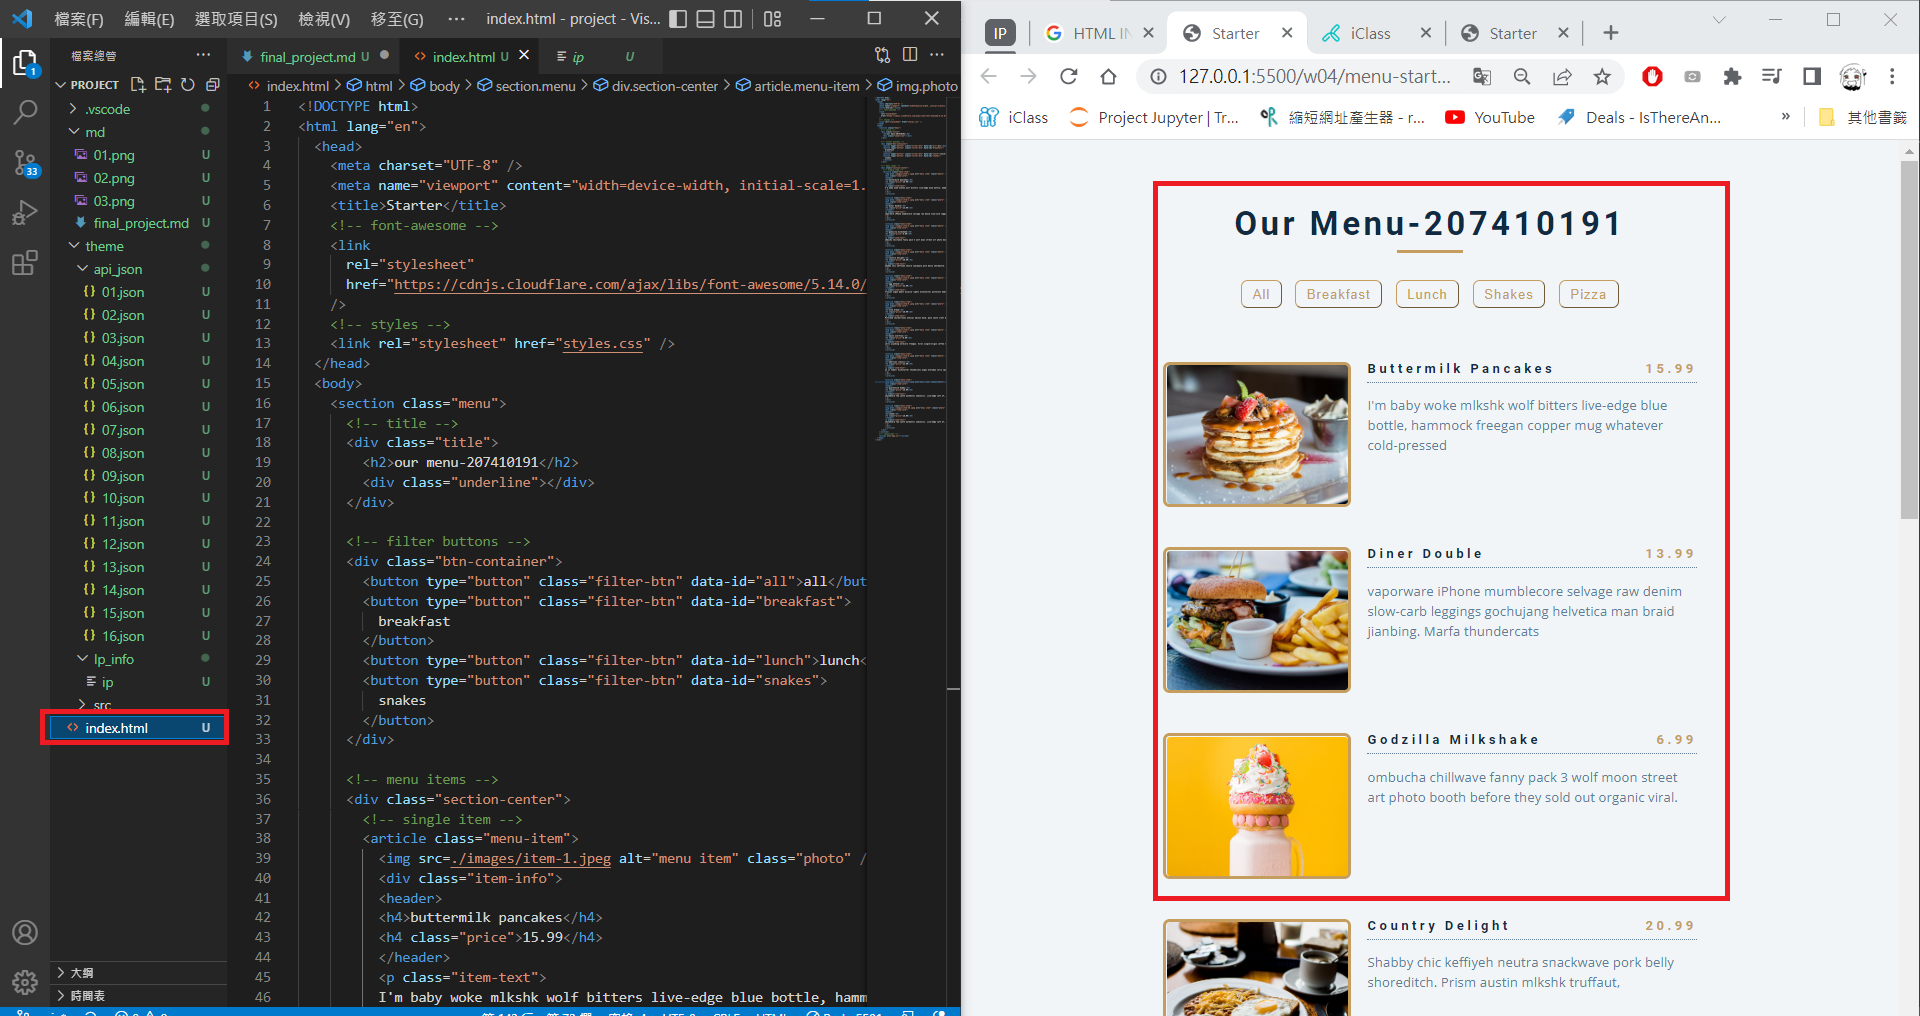 檔案(F) 編輯(E) 選取項目(S) 檢視(V) 移至(G) ··· index.html - project - Vis...
檔案總管 ···
PROJECT
.vscode
md
01.png U
02.png U
03.png U
final_project.md U
theme
api_json
{} 01.json U
{} 02.json U
{} 03.json U
{} 04.json U
{} 05.json U
{} 06.json U
{} 07.json U
{} 08.json U
{} 09.json U
{} 10.json U
{} 11.json U
{} 12.json U
{} 13.json U
{} 14.json U
{} 15.json U
{} 16.json U
lp_info
ip U
src
<> index.html U
大綱
時間表
1
33
final_project.md U
<> index.html U
ip U
<> index.html > html > body > section.menu > div.section-center > article.menu-item > img.photo
1 <!DOCTYPE html>
2 <html lang="en">
3 <head>
4 <meta charset="UTF-8" />
5 <meta name="viewport" content="width=device-width, initial-scale=1.
6 <title>Starter</title>
7 <!-- font-awesome -->
8 <link
9 rel="stylesheet"
10 href="https://cdnjs.cloudflare.com/ajax/libs/font-awesome/5.14.0/
11 />
12 <!-- styles -->
13 <link rel="stylesheet" href="styles.css" />
14 </head>
15 <body>
16 <section class="menu">
17 <!-- title -->
18 <div class="title">
19 <h2>our menu-207410191</h2>
20 <div class="underline"></div>
21 </div>
22
23 <!-- filter buttons -->
24 <div class="btn-container">
25 <button type="button" class="filter-btn" data-id="all">all</but
26 <button type="button" class="filter-btn" data-id="breakfast">
27 breakfast
28 </button>
29 <button type="button" class="filter-btn" data-id="lunch">lunch<
30 <button type="button" class="filter-btn" data-id="snakes">
31 snakes
32 </button>
33 </div>
34
35 <!-- menu items -->
36 <div class="section-center">
37 <!-- single item -->
38 <article class="menu-item">
39 <img src=./images/item-1.jpeg alt="menu item" class="photo" /
40 <div class="item-info">
41 <header>
42 <h4>buttermilk pancakes</h4>
43 <h4 class="price">15.99</h4>
44 </header>
45 <p class="item-text">
46 I'm baby woke mlkshk wolf bitters live-edge blue bottle, hamm
IP
HTML IN
Starter
iClass
Starter
127.0.0.1:5500/w04/menu-start...
iClass
Project Jupyter | Tr...
縮短網址產生器 - r...
YouTube
Deals - IsThereAn...
»
其他書籤
Our Menu-207410191
All Breakfast Lunch Shakes Pizza
Buttermilk Pancakes 15.99
I'm baby woke mlkshk wolf bitters live-edge blue
bottle, hammock freegan copper mug whatever
cold-pressed
Diner Double 13.99
vaporware iPhone mumblecore selvage raw denim
slow-carb leggings gochujang helvetica man braid
jianbing. Marfa thundercats
Godzilla Milkshake 6.99
ombucha chillwave fanny pack 3 wolf moon street
art photo booth before they sold out organic viral.
Country Delight 20.99
Shabby chic keffiyeh neutra snackwave pork belly
shoreditch. Prism austin mlkshk truffaut,